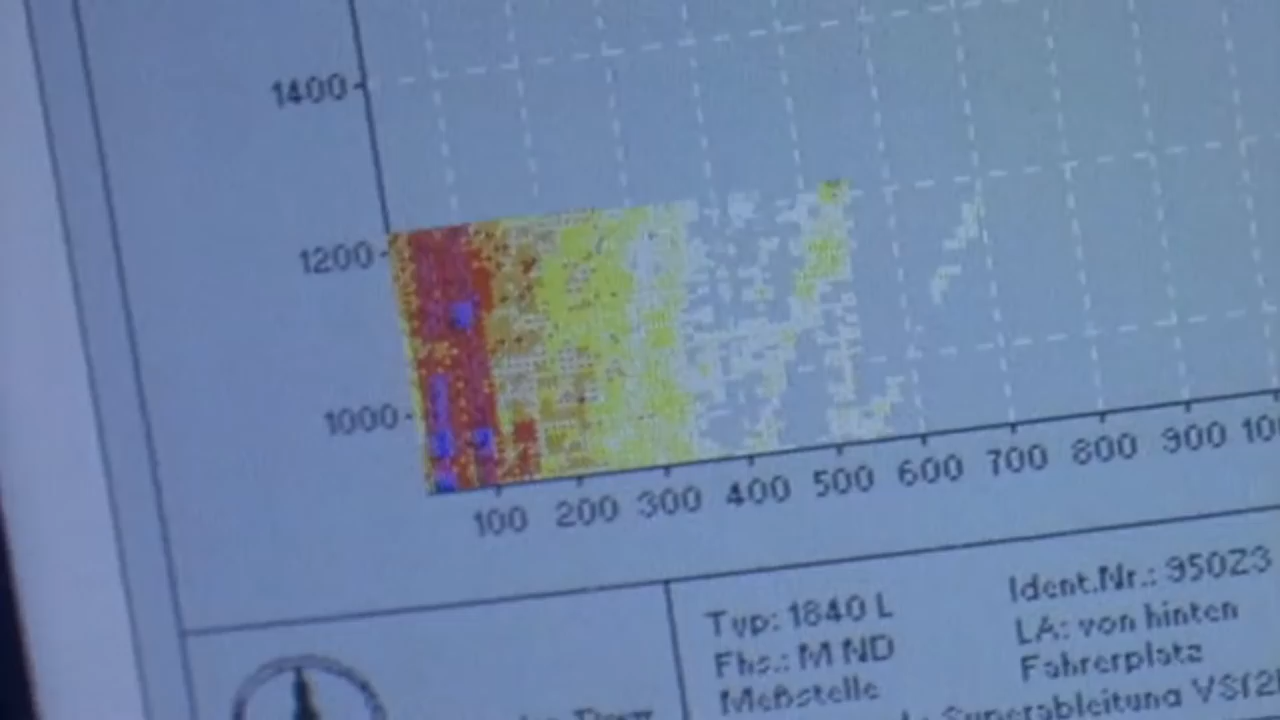 1400
1200
1000
100 200 300 400 500 600 700 800 900
Typ: 1840 L
Fhs.: M ND
Meßstelle
Ident.Nr.: 95023
LA: von hinten
Fahrerplatz